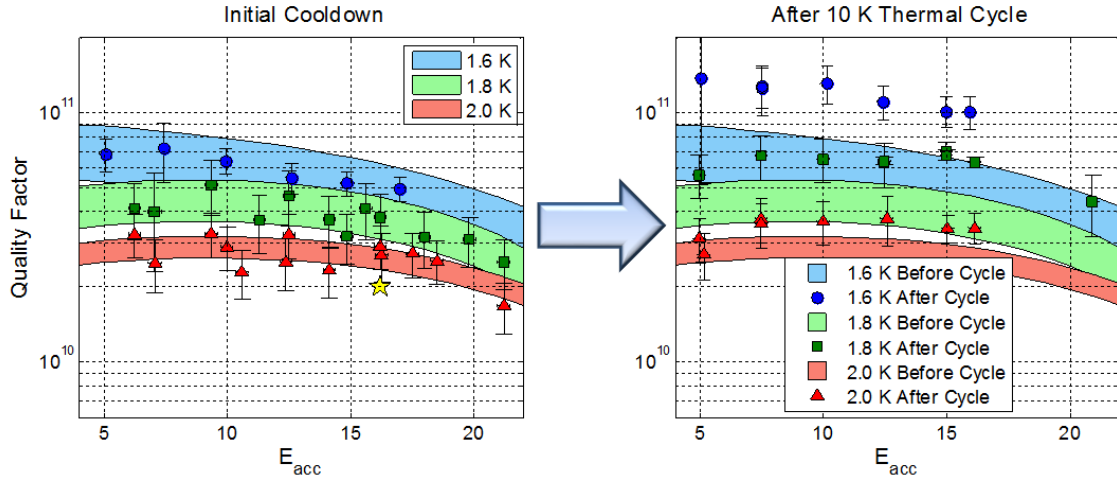 Initial Cooldown
After 10 K Thermal Cycle
Quality Factor
10^11
10^10
1.6 K
1.8 K
2.0 K
5 10 15 20
E_acc
10^11
10^10
1.6 K Before Cycle
1.6 K After Cycle
1.8 K Before Cycle
1.8 K After Cycle
2.0 K Before Cycle
2.0 K After Cycle
5 10 15 20
E_acc